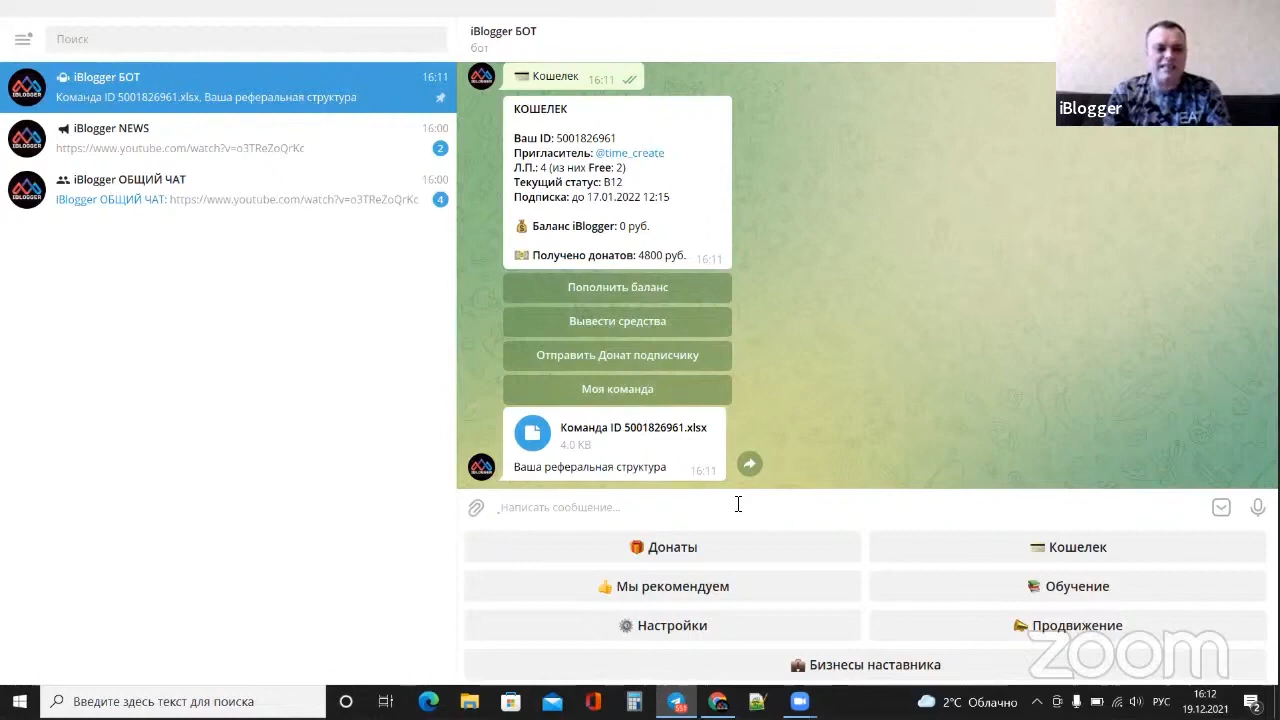 Поиск
iBlogger БОТ
16:11
Команда ID 5001826961.xlsx, Ваша реферальная структура
iBlogger NEWS
16:00
https://www.youtube.com/watch?v=o3TReZoQrKc
2
iBlogger ОБЩИЙ ЧАТ
16:00
IBlogger ОБЩИЙ ЧАТ: https://www.youtube.com/watch?v=o3TReZoQrKc
4
iBlogger БОТ
бот
Кошелек 16:11
КОШЕЛЕК
Ваш ID: 5001826961
Пригласитель: @time_create
Л.П.: 4 (из них Free: 2)
Текущий статус: B12
Подписка: до 17.01.2022 12:15
Баланс iBlogger: 0 руб.
Получено донатов: 4800 руб. 16:11
Пополнить баланс
Вывести средства
Отправить Донат подписчику
Моя команда
Команда ID 5001826961.xlsx
4.0 KB
Ваша реферальная структура 16:11
Написать сообщение...
Донаты
Кошелек
Мы рекомендуем
Обучение
Настройки
Продвижение
Бизнесы наставника
iBlogger
zoom
Введите здесь текст для поиска
2°C Облачно
РУС
16:12
19.12.2021
2